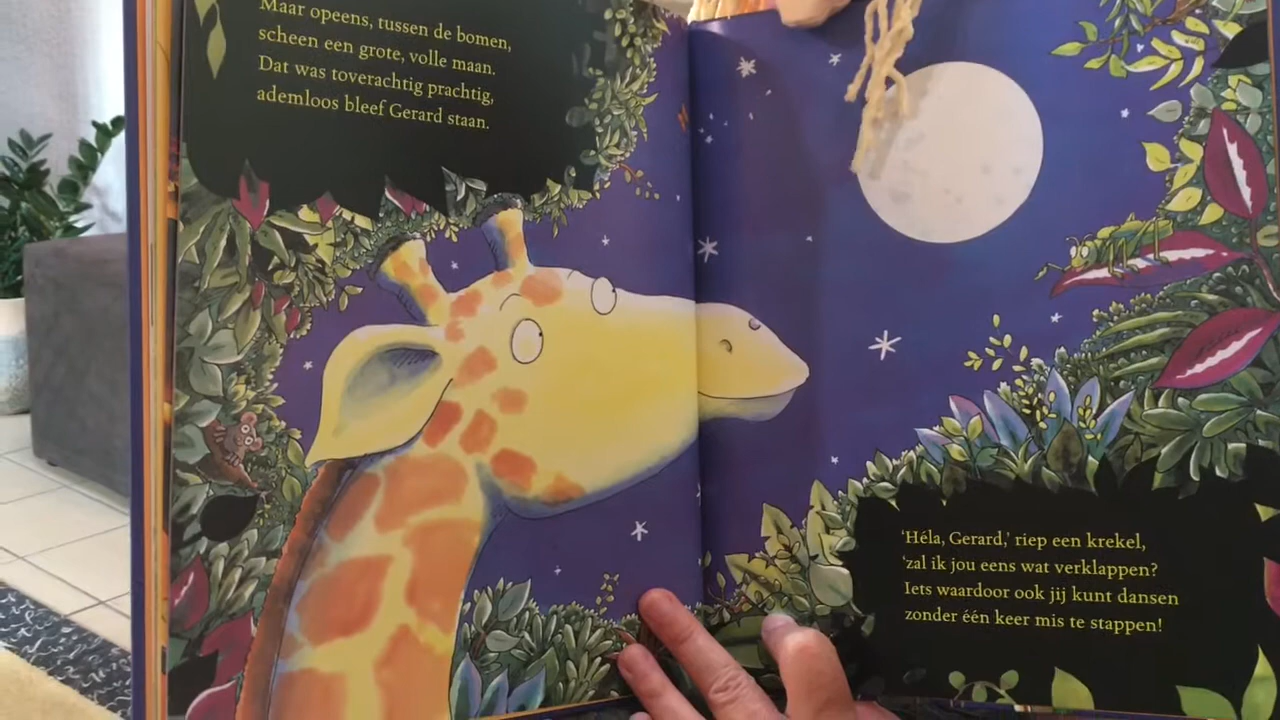 Maar opeens, tussen de bomen,
scheen een grote, volle maan.
Dat was toverachtig prachtig,
ademloos bleef Gerard staan.
‘Héla, Gerard,’ riep een krekel,
‘zal ik jou eens wat verklappen?
Iets waardoor ook jij kunt dansen
zonder één keer mis te stappen!